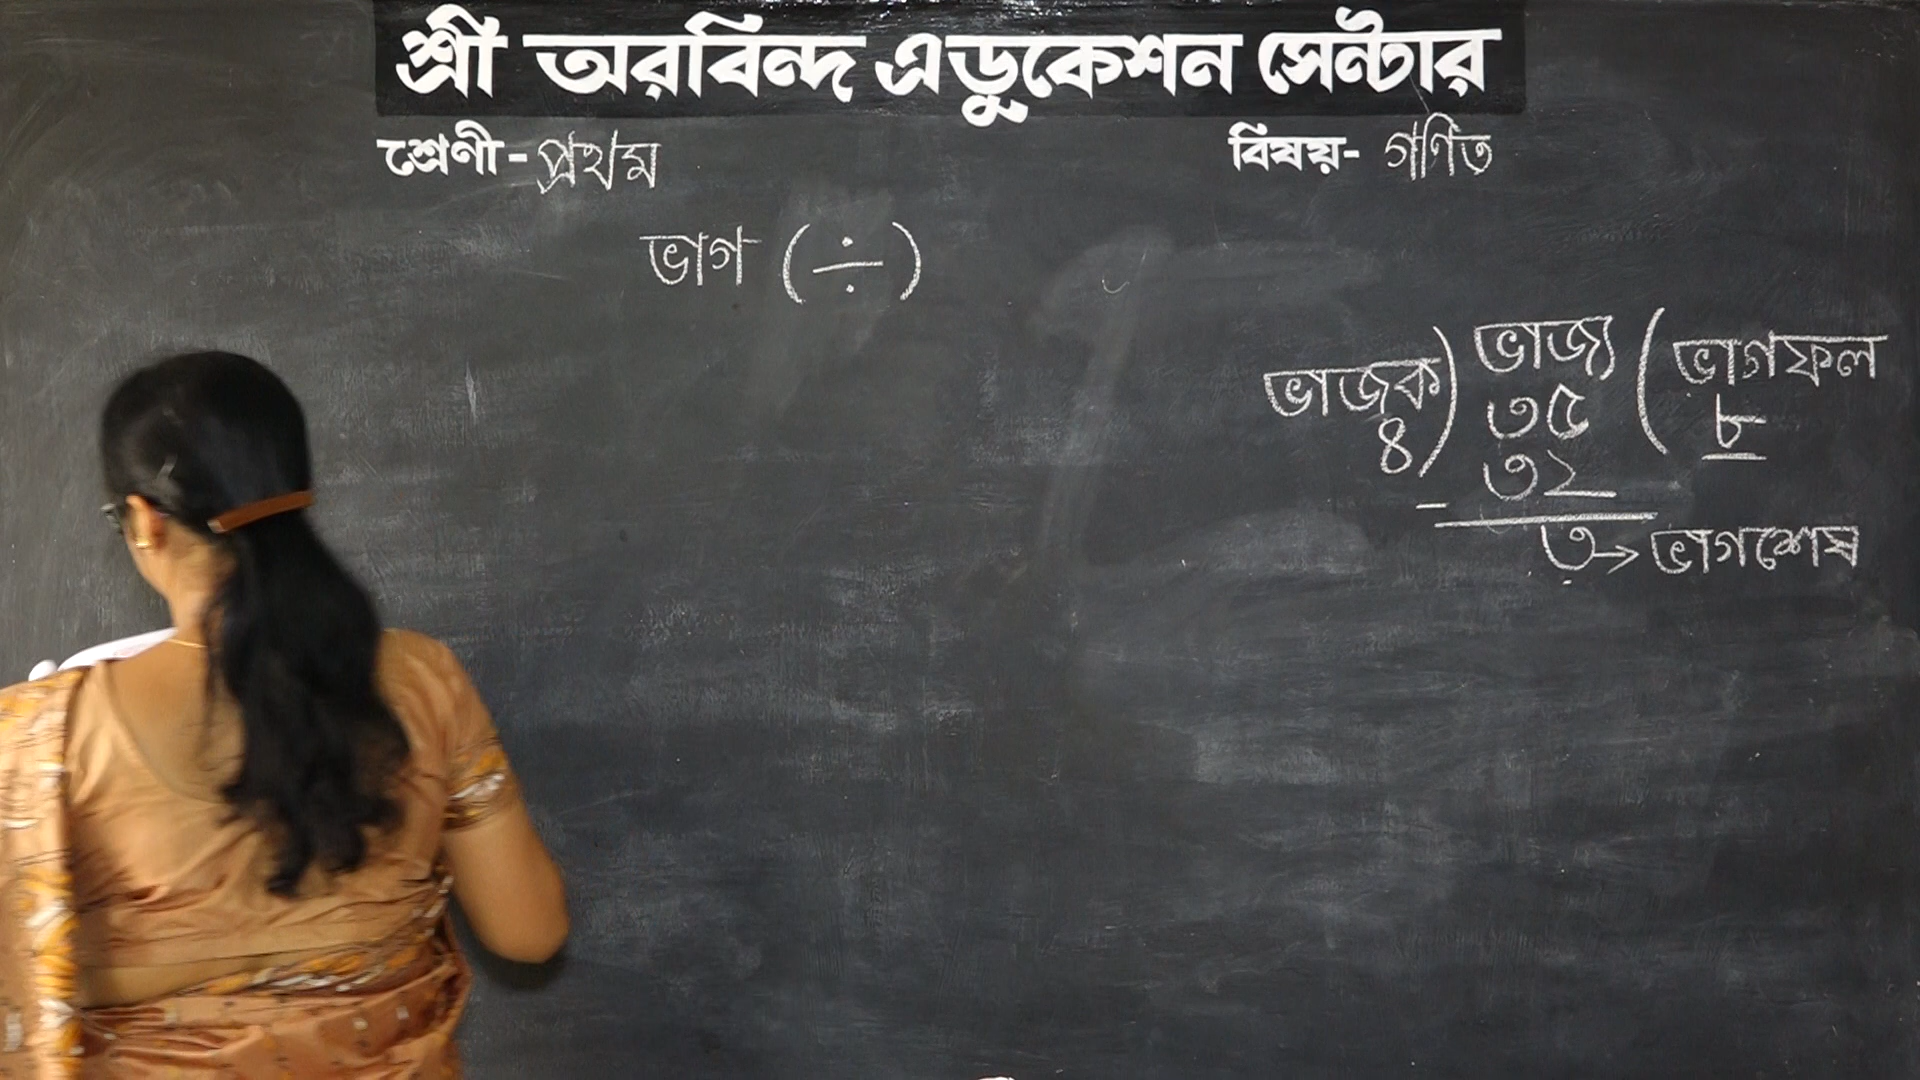 শ্রী অরবিন্দ এডুকেশন সেন্টার
শ্রেণী - প্রথম
বিষয় - গণিত
ভাগ (÷)
ভাজক ) ভাজ্য ( ভাগফল
৪ ) ৩৫ ( ৮
- ৩২
৩ → ভাগশেষ